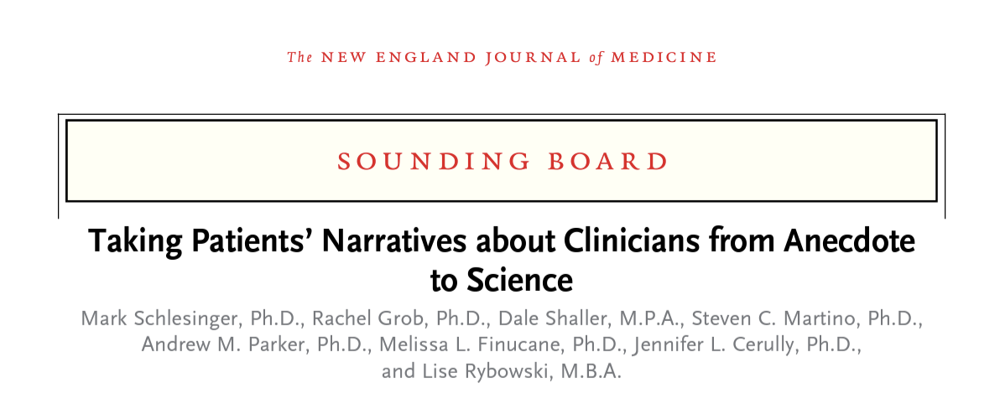 The NEW ENGLAND JOURNAL of MEDICINE
SOUNDING BOARD
Taking Patients’ Narratives about Clinicians from Anecdote
to Science
Mark Schlesinger, Ph.D., Rachel Grob, Ph.D., Dale Shaller, M.P.A., Steven C. Martino, Ph.D.,
Andrew M. Parker, Ph.D., Melissa L. Finucane, Ph.D., Jennifer L. Cerully, Ph.D.,
and Lise Rybowski, M.B.A.